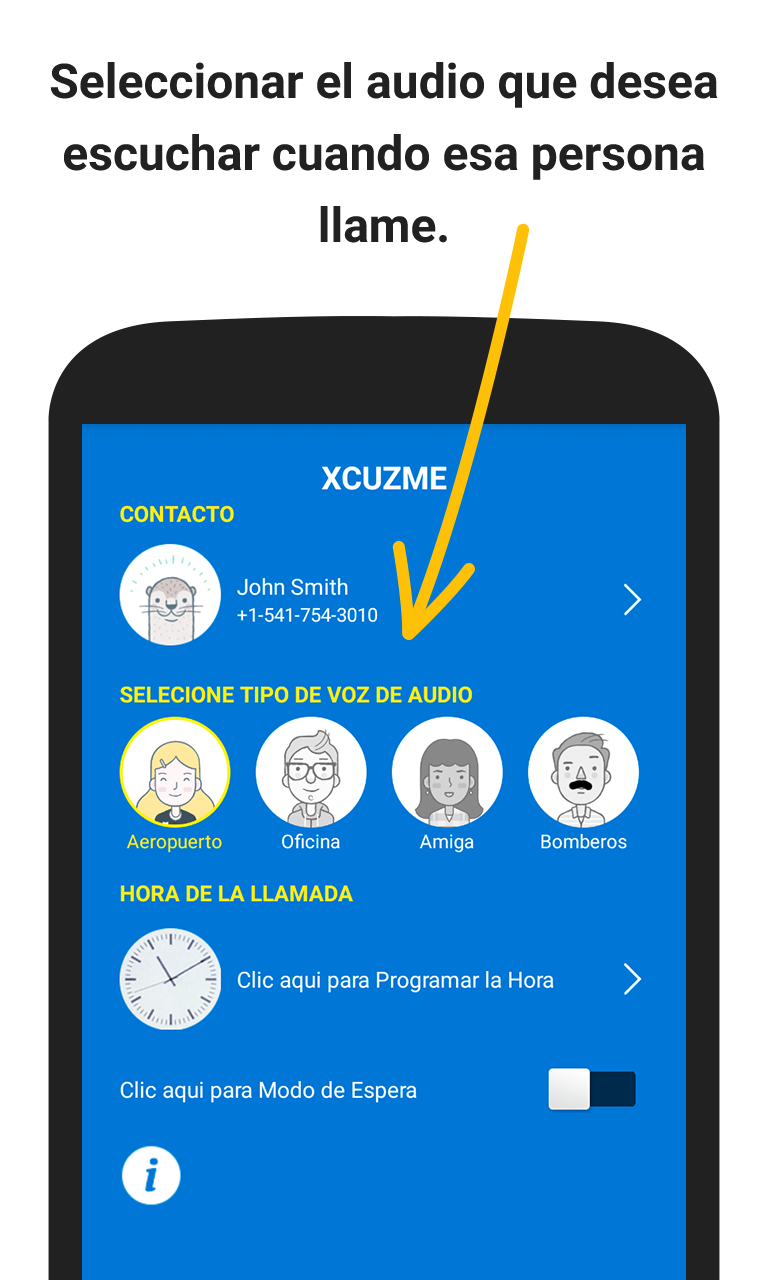 Seleccionar el audio que desea
escuchar cuando esa persona
llame.
XCUZME
CONTACTO
John Smith
+1-541-754-3010
SELECIONE TIPO DE VOZ DE AUDIO
Aeropuerto Oficina Amiga Bomberos
HORA DE LA LLAMADA
Clic aqui para Programar la Hora
Clic aqui para Modo de Espera
i